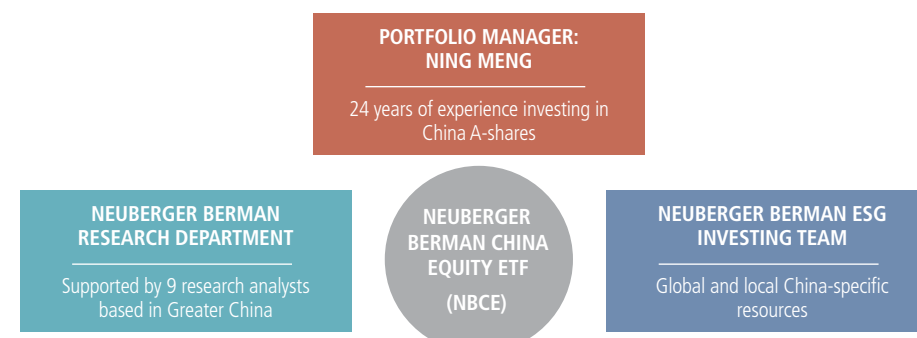 PORTFOLIO MANAGER:
NING MENG
24 years of experience investing in
China A-shares
NEUBERGER BERMAN
RESEARCH DEPARTMENT
Supported by 9 research analysts
based in Greater China
NEUBERGER
BERMAN CHINA
EQUITY ETF
(NBCE)
NEUBERGER BERMAN ESG
INVESTING TEAM
Global and local China-specific
resources